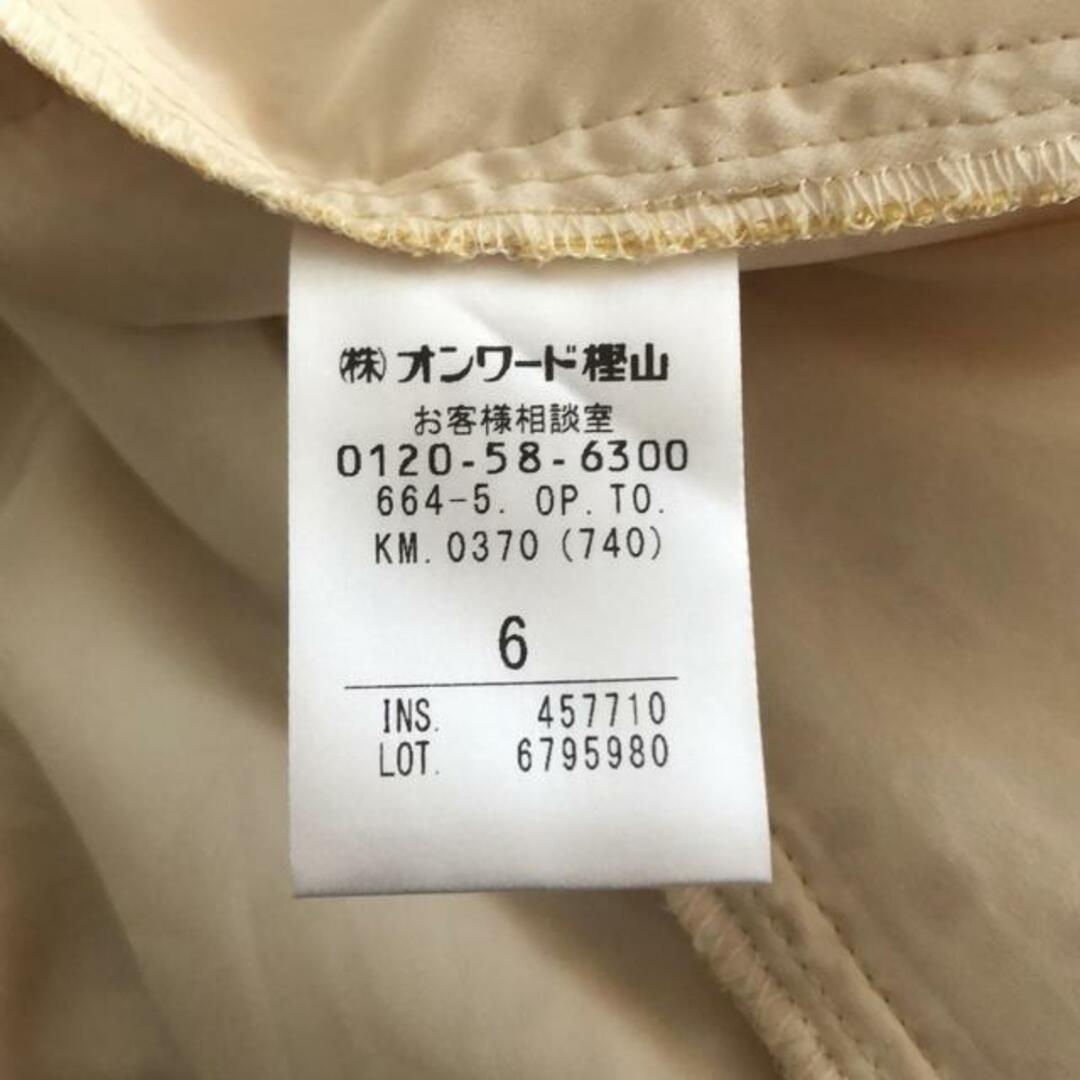 (株)オンワード樫山
お客様相談室
0120-58-6300
664-5. OP.TO.
KM.0370(740)
6
INS. 457710
LOT. 6795980